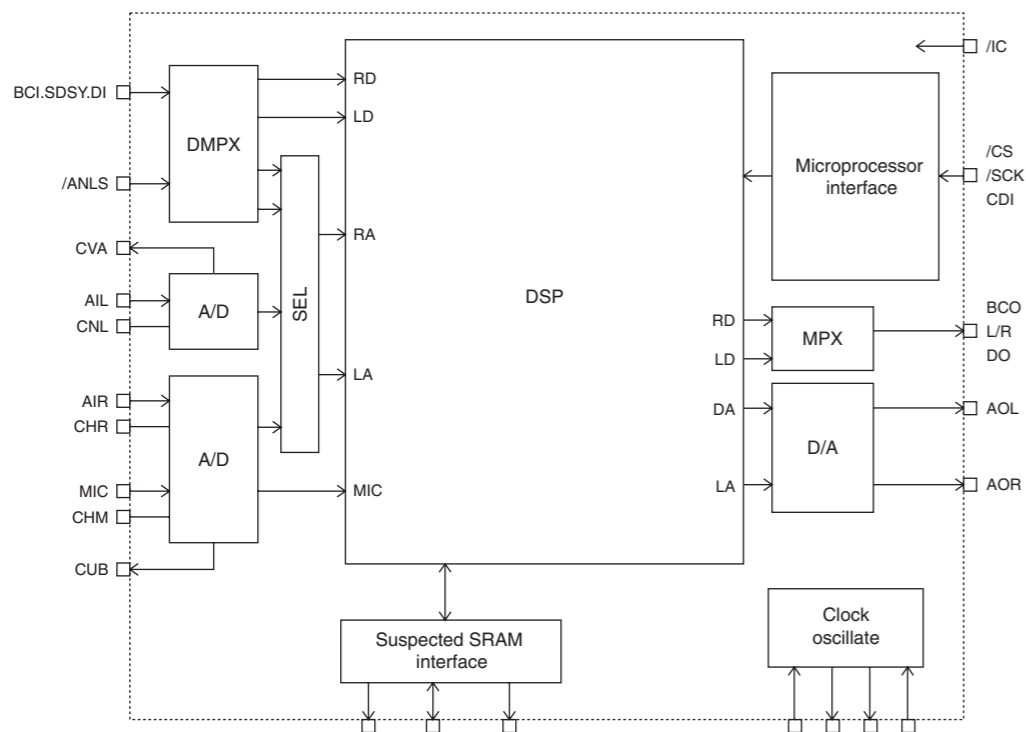 /IC
BCI.SDSY.DI
RD
LD
DMPX
/ANLS
Microprocessor
interface
/CS
/SCK
CDI
RA
CVA
AIL
CNL
A/D
SEL
DSP
RD
LD
MPX
BCO
L/R
DO
LA
AIR
CHR
A/D
MIC
CHM
MIC
CUB
DA
LA
D/A
AOL
AOR
Suspected SRAM
interface
Clock
oscillate